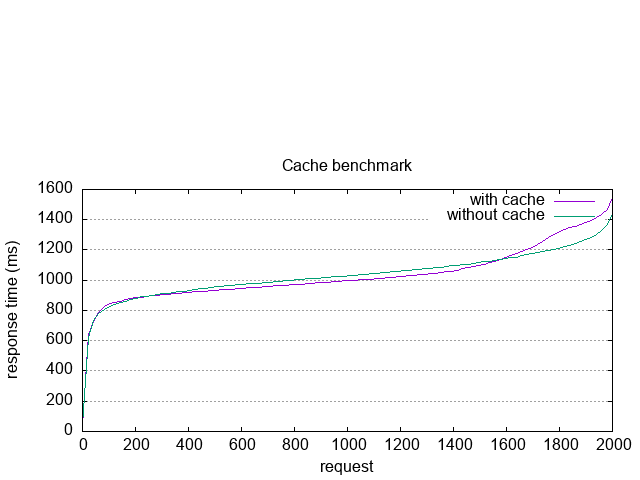 Cache benchmark
1600
1400
1200
1000
800
600
400
200
0
response time (ms)
with cache
without cache
0 200 400 600 800 1000 1200 1400 1600 1800 2000
request